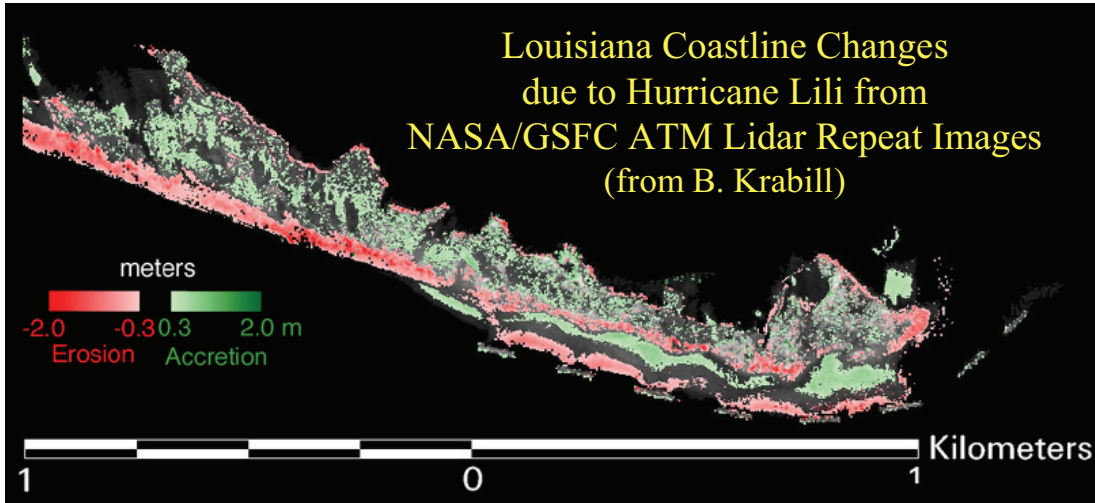 Louisiana Coastline Changes
due to Hurricane Lili from
NASA/GSFC ATM Lidar Repeat Images
(from B. Krabill)
meters
-2.0 -0.3 0.3 2.0 m
Erosion Accretion
Kilometers
1 0 1